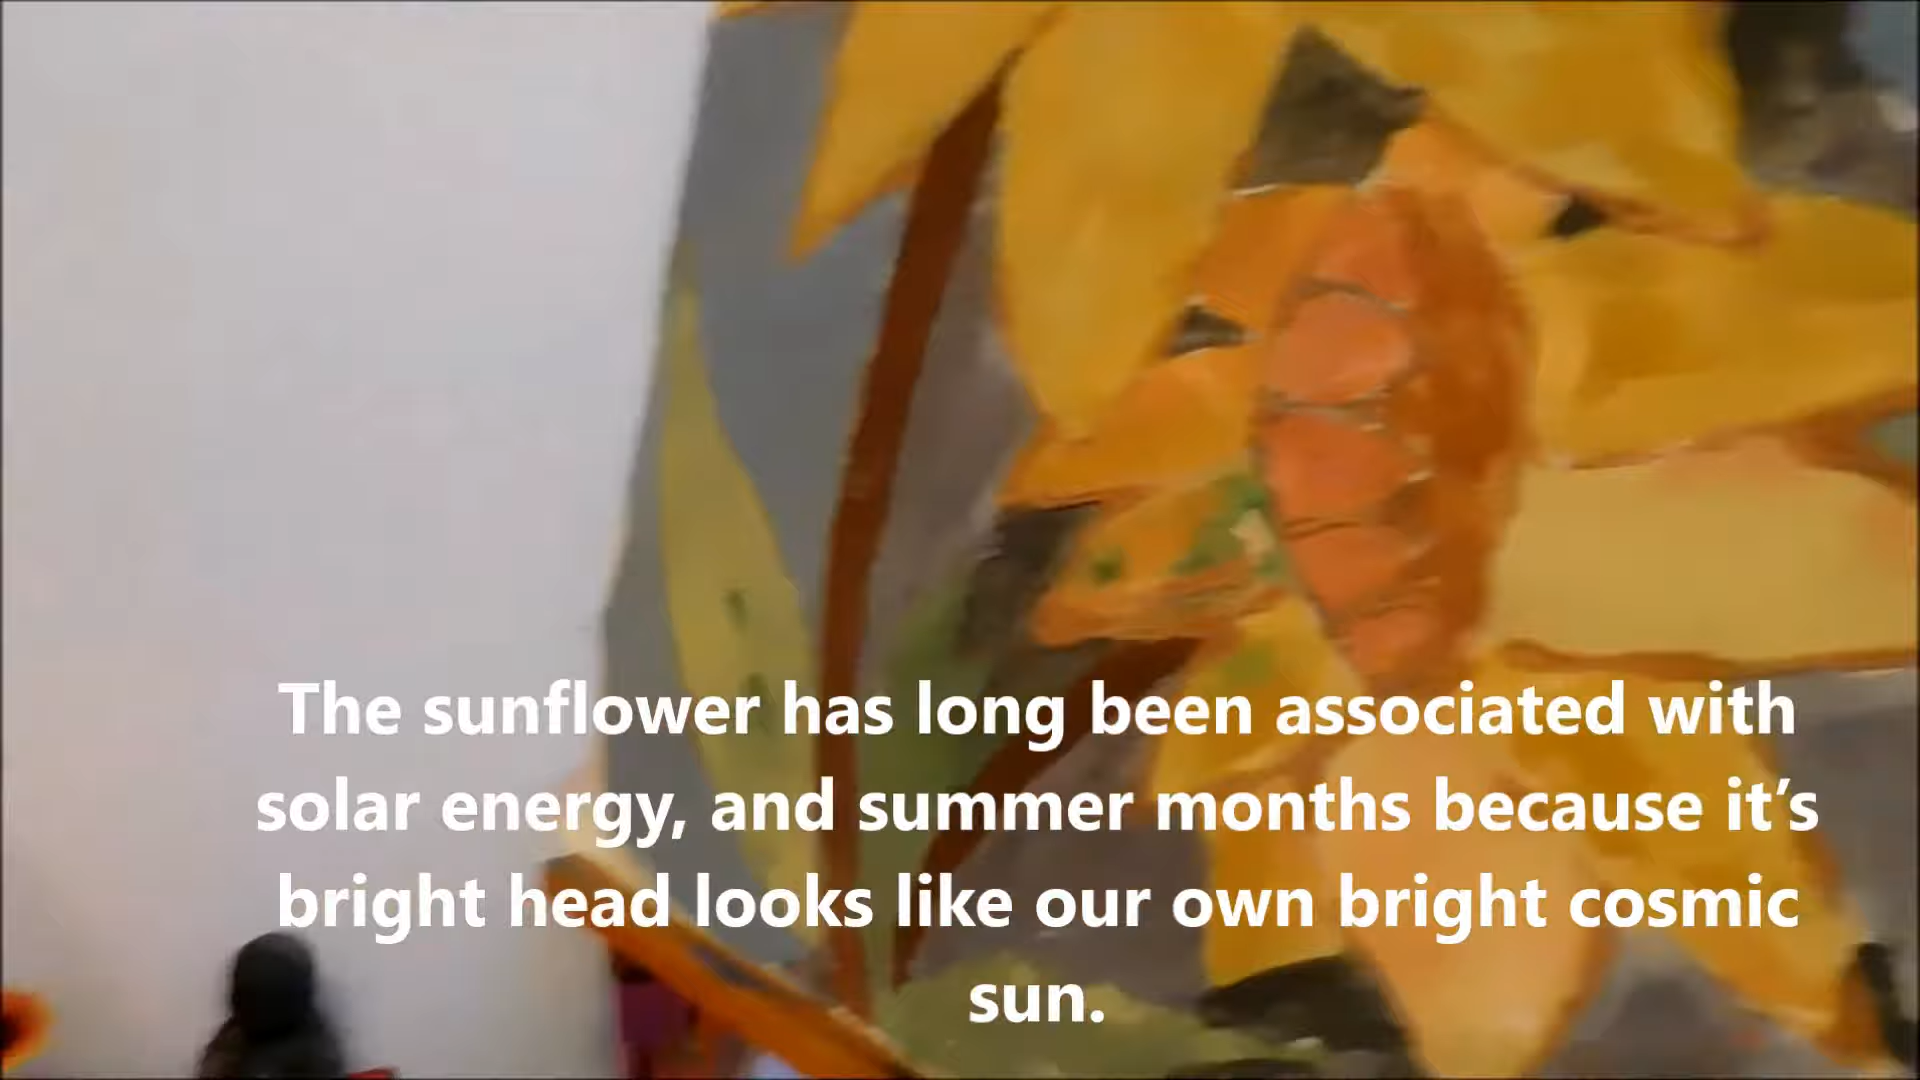 The sunflower has long been associated with
solar energy, and summer months because it’s
bright head looks like our own bright cosmic
sun.